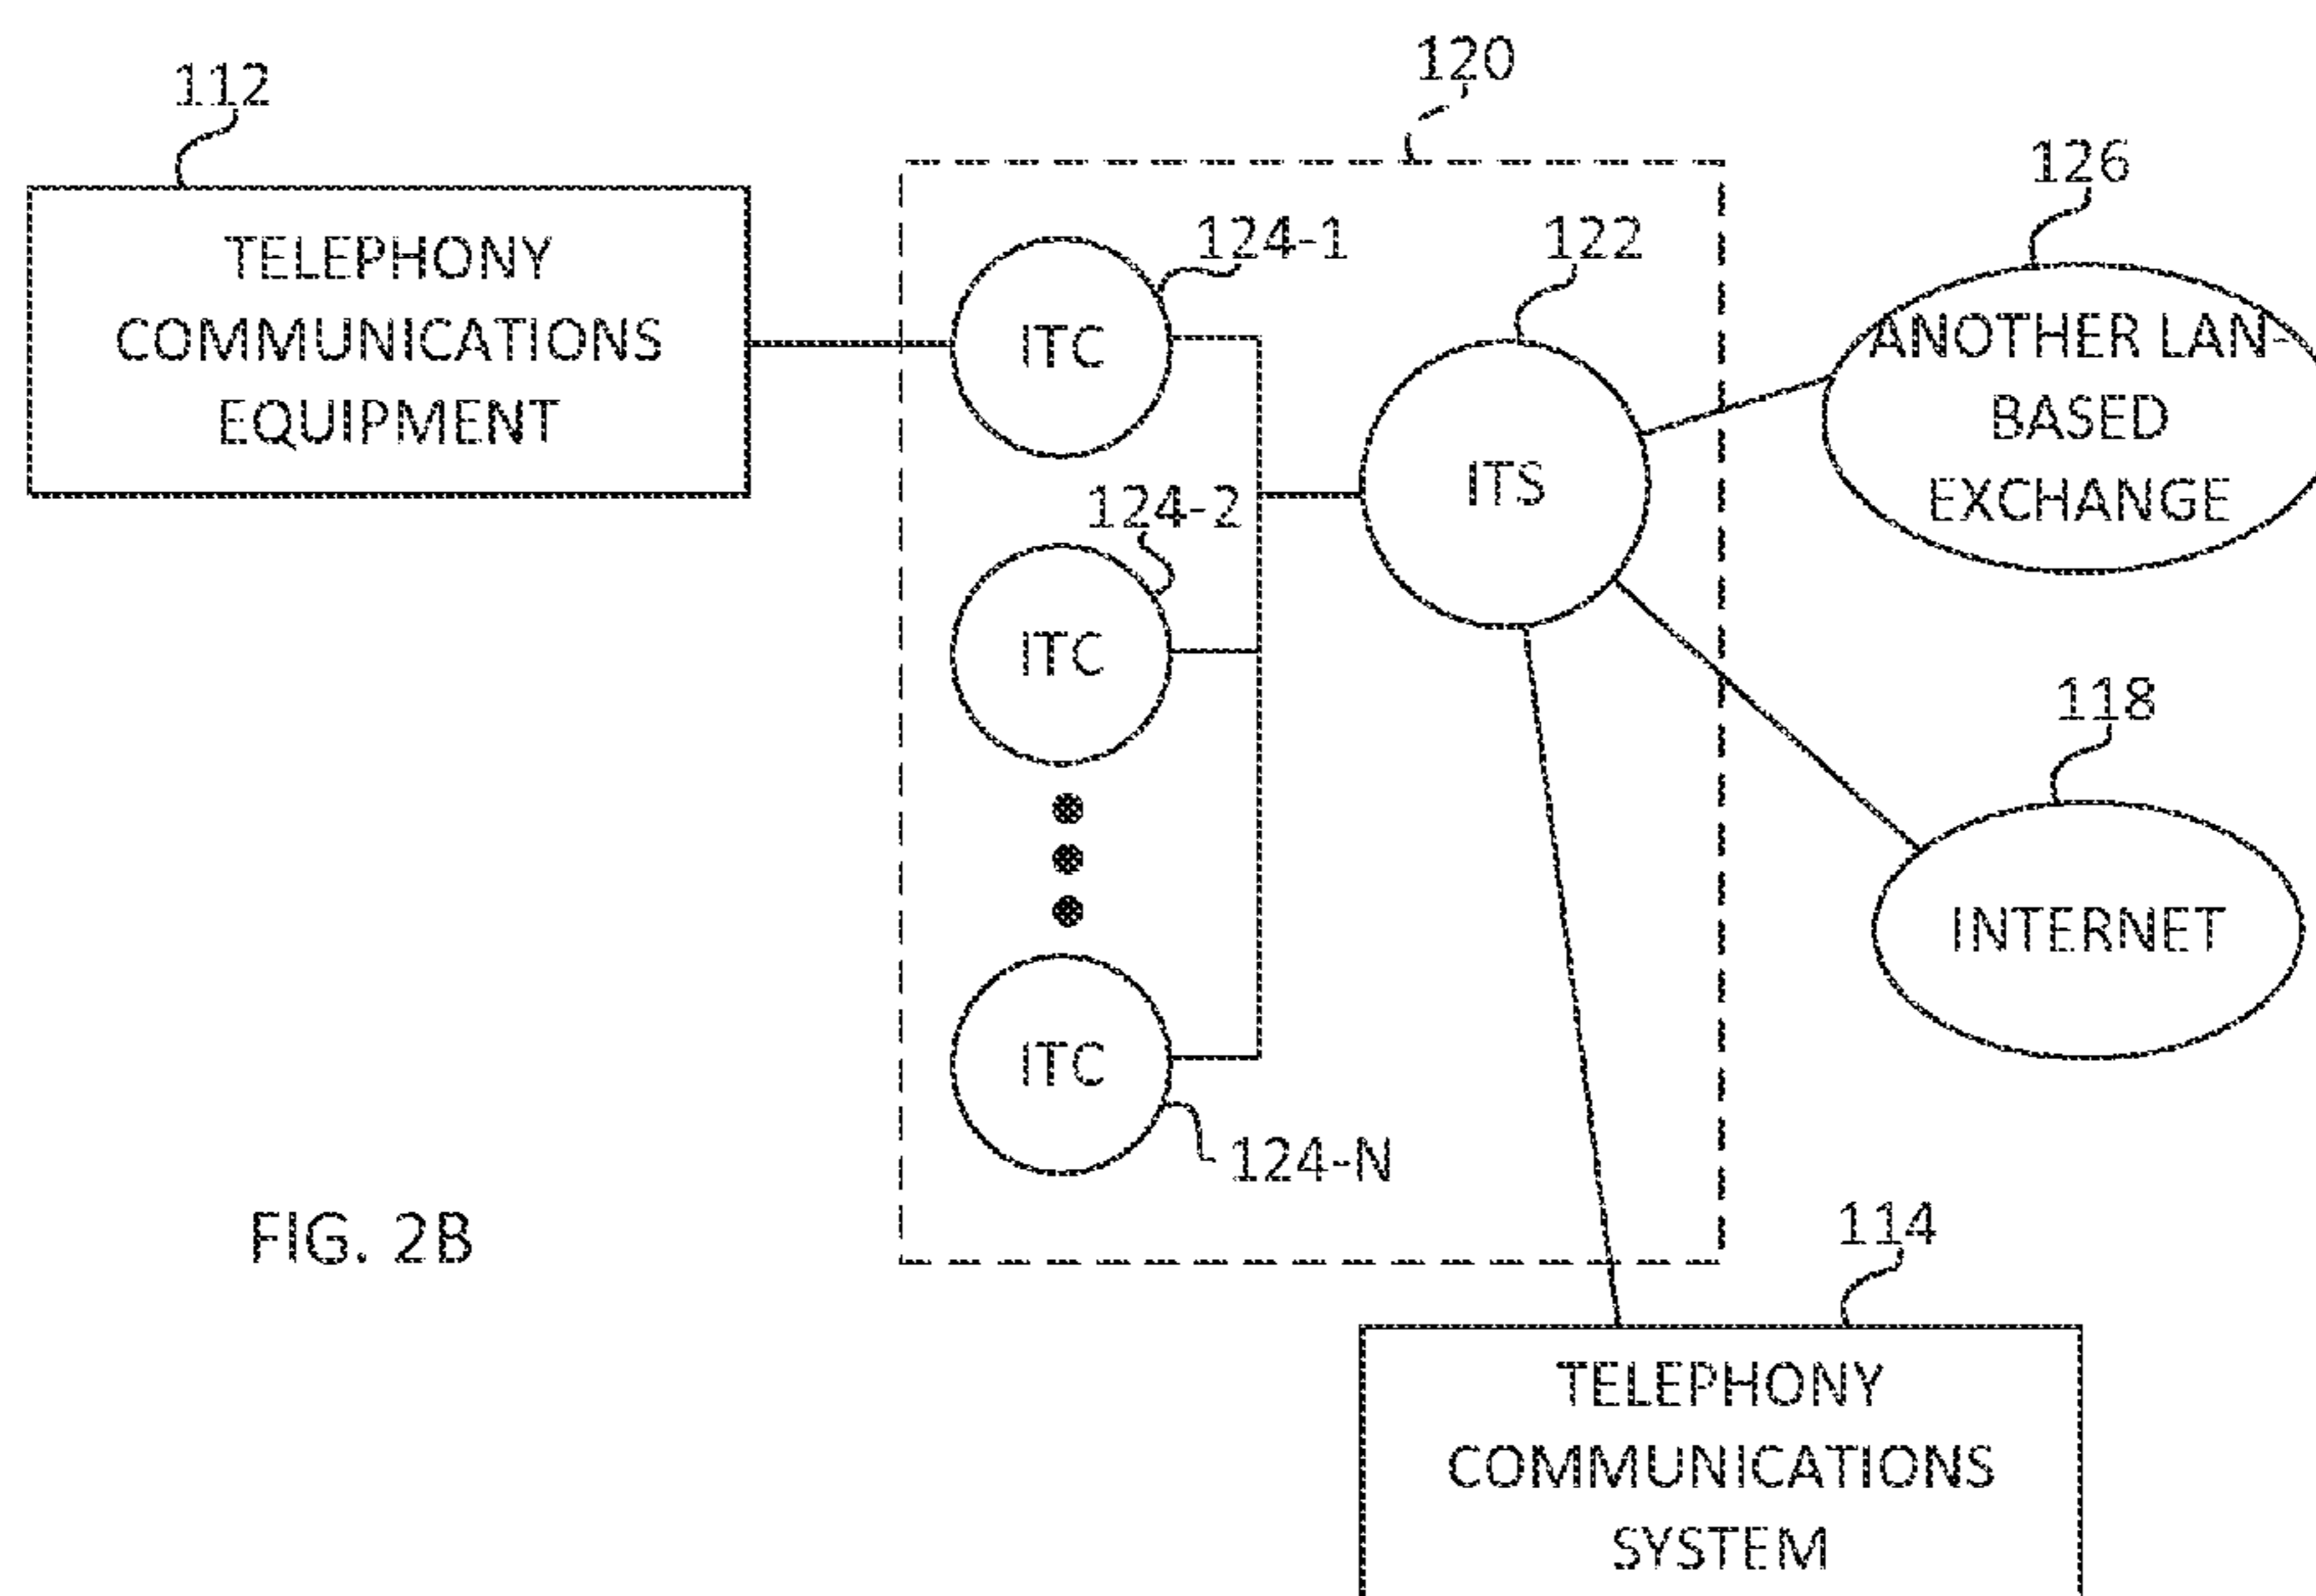 120
112
126
TELEPHONY
COMMUNICATIONS
EQUIPMENT
124-1
122
ITC
ANOTHER LAN-
BASED
EXCHANGE
ITS
124-2
ITC
118
INTERNET
ITC
124-N
FIG. 2B
114
TELEPHONY
COMMUNICATIONS
SYSTEM